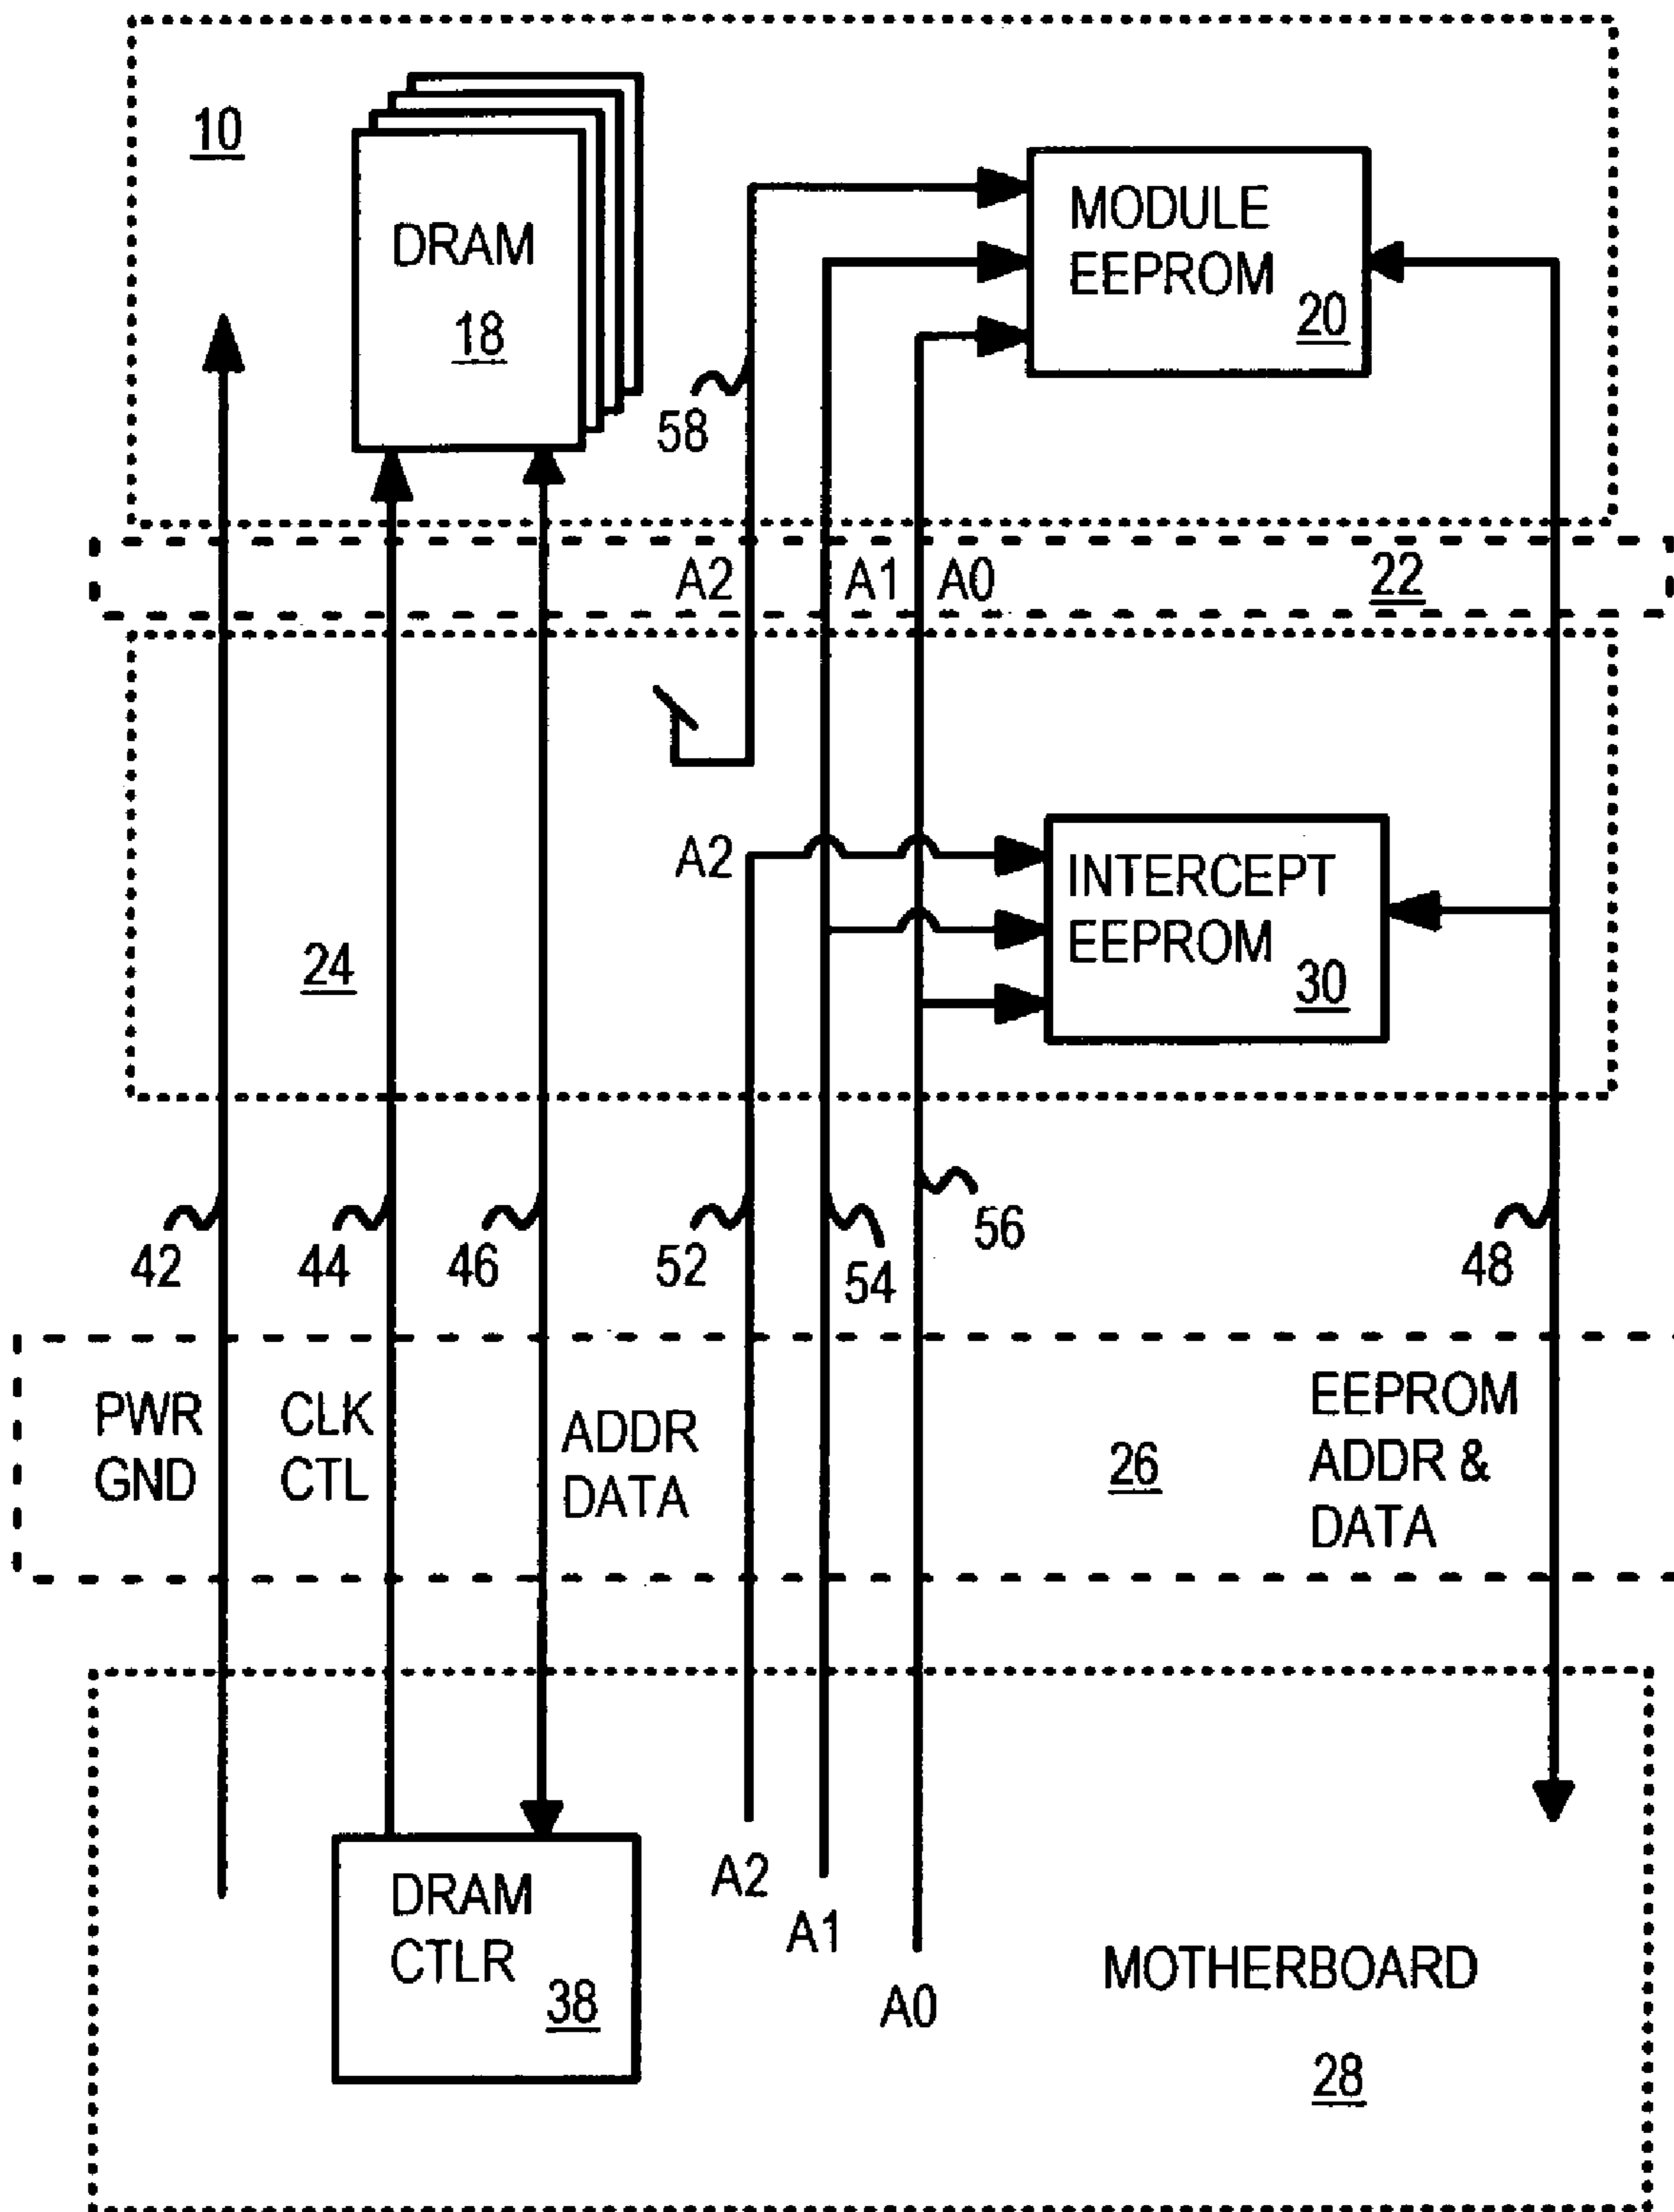 10
DRAM
18
MODULE
EEPROM
20
58
A2
A1
A0
22
A2
INTERCEPT
EEPROM
30
24
42
44
46
52
54
56
48
PWR
GND
CLK
CTL
ADDR
DATA
26
EEPROM
ADDR &
DATA
DRAM
CTLR
38
A2
A1
A0
MOTHERBOARD
28